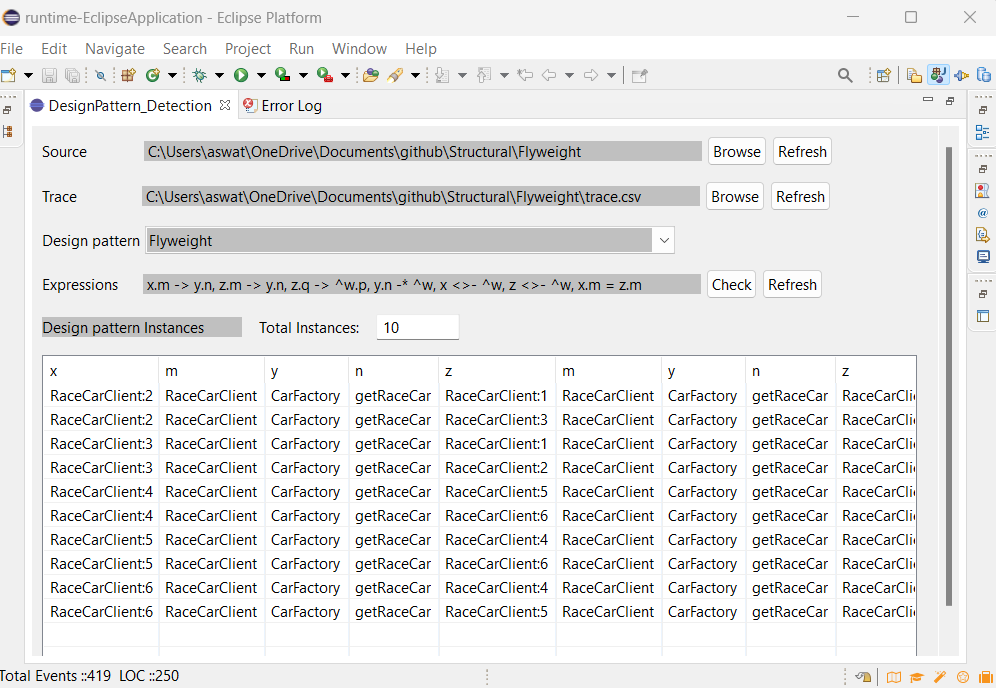 runtime-EclipseApplication - Eclipse Platform
File Edit Navigate Search Project Run Window Help
DesignPattern_Detection Error Log
Source C:\Users\aswat\OneDrive\Documents\github\Structural\Flyweight Browse Refresh
Trace C:\Users\aswat\OneDrive\Documents\github\Structural\Flyweight\trace.csv Browse Refresh
Design pattern Flyweight
Expressions x.m -> y.n, z.m -> y.n, z.q -> ^w.p, y.n -* ^w, x <>- ^w, z <>- ^w, x.m = z.m Check Refresh
Design pattern Instances Total Instances: 10
x m y n z m y n z
RaceCarClient:2 RaceCarClient CarFactory getRaceCar RaceCarClient:1 RaceCarClient CarFactory getRaceCar RaceCarCli
RaceCarClient:2 RaceCarClient CarFactory getRaceCar RaceCarClient:3 RaceCarClient CarFactory getRaceCar RaceCarCli
RaceCarClient:3 RaceCarClient CarFactory getRaceCar RaceCarClient:1 RaceCarClient CarFactory getRaceCar RaceCarCli
RaceCarClient:3 RaceCarClient CarFactory getRaceCar RaceCarClient:2 RaceCarClient CarFactory getRaceCar RaceCarCli
RaceCarClient:4 RaceCarClient CarFactory getRaceCar RaceCarClient:5 RaceCarClient CarFactory getRaceCar RaceCarCli
RaceCarClient:4 RaceCarClient CarFactory getRaceCar RaceCarClient:6 RaceCarClient CarFactory getRaceCar RaceCarCli
RaceCarClient:5 RaceCarClient CarFactory getRaceCar RaceCarClient:4 RaceCarClient CarFactory getRaceCar RaceCarCli
RaceCarClient:5 RaceCarClient CarFactory getRaceCar RaceCarClient:6 RaceCarClient CarFactory getRaceCar RaceCarCli
RaceCarClient:6 RaceCarClient CarFactory getRaceCar RaceCarClient:4 RaceCarClient CarFactory getRaceCar RaceCarCli
RaceCarClient:6 RaceCarClient CarFactory getRaceCar RaceCarClient:5 RaceCarClient CarFactory getRaceCar RaceCarCli
Total Events ::419 LOC ::250